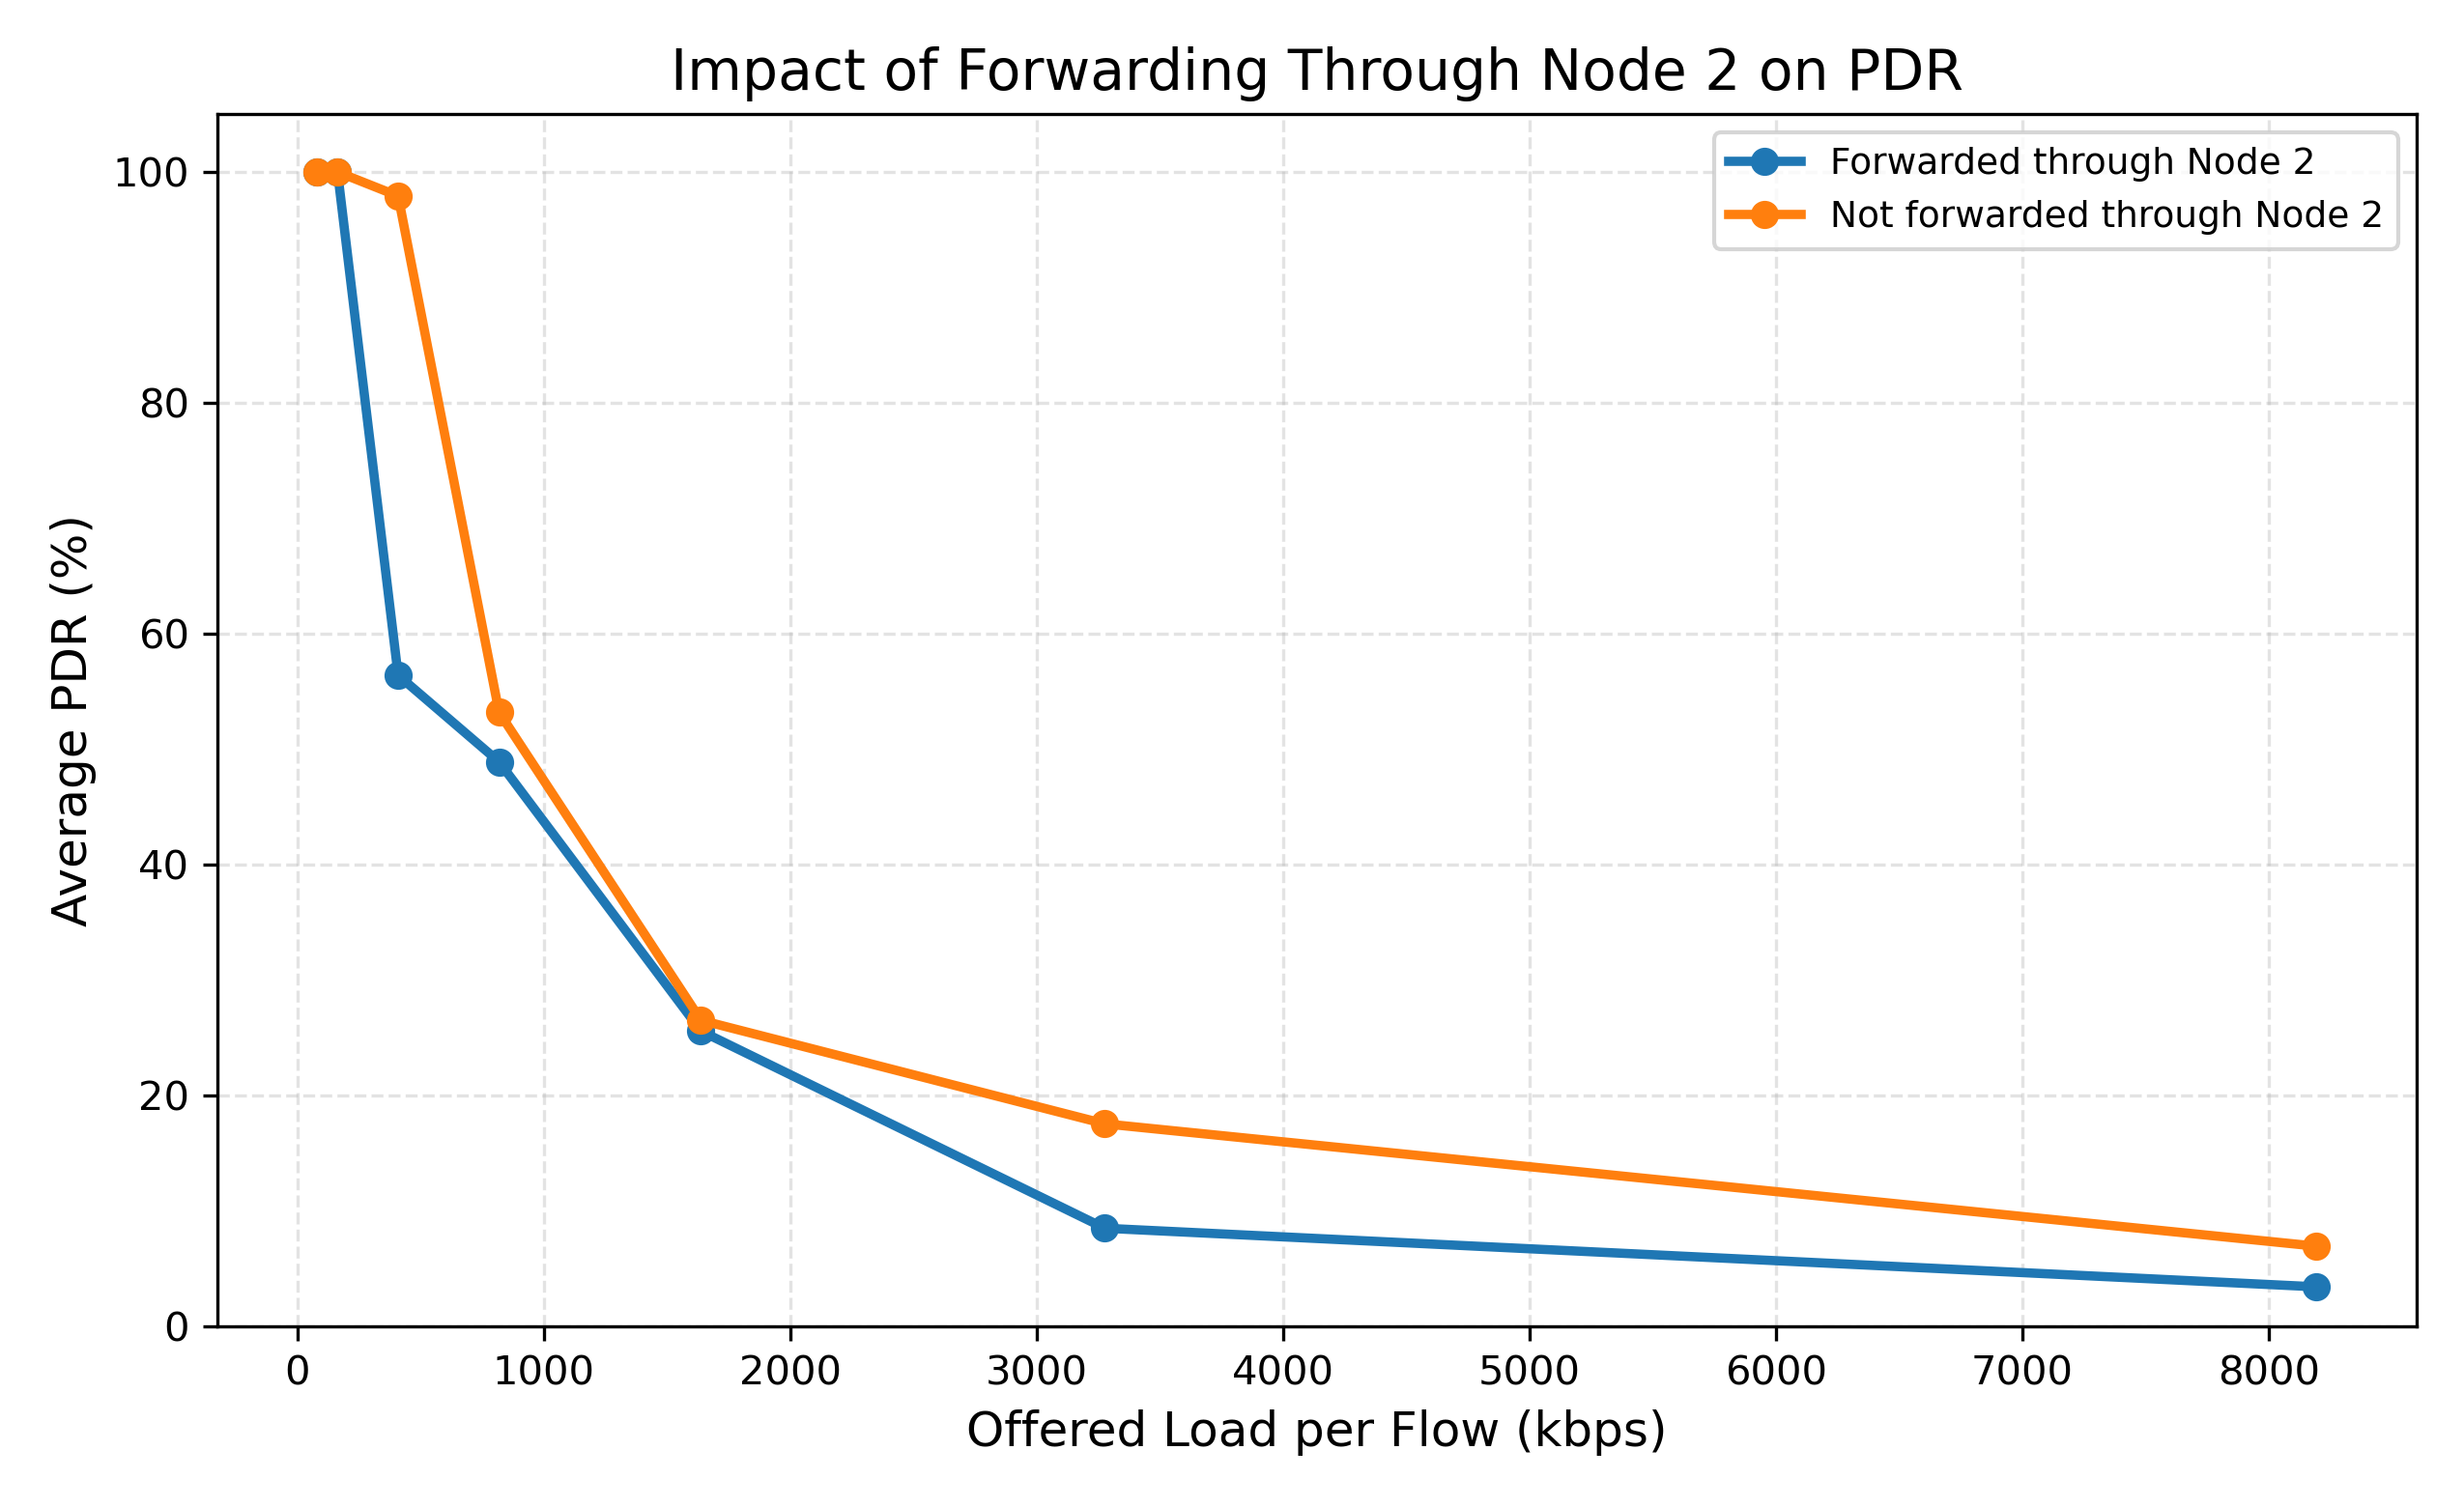 Impact of Forwarding Through Node 2 on PDR
Forwarded through Node 2
Not forwarded through Node 2
Average PDR (%)
100
80
60
40
20
0
0 1000 2000 3000 4000 5000 6000 7000 8000
Offered Load per Flow (kbps)